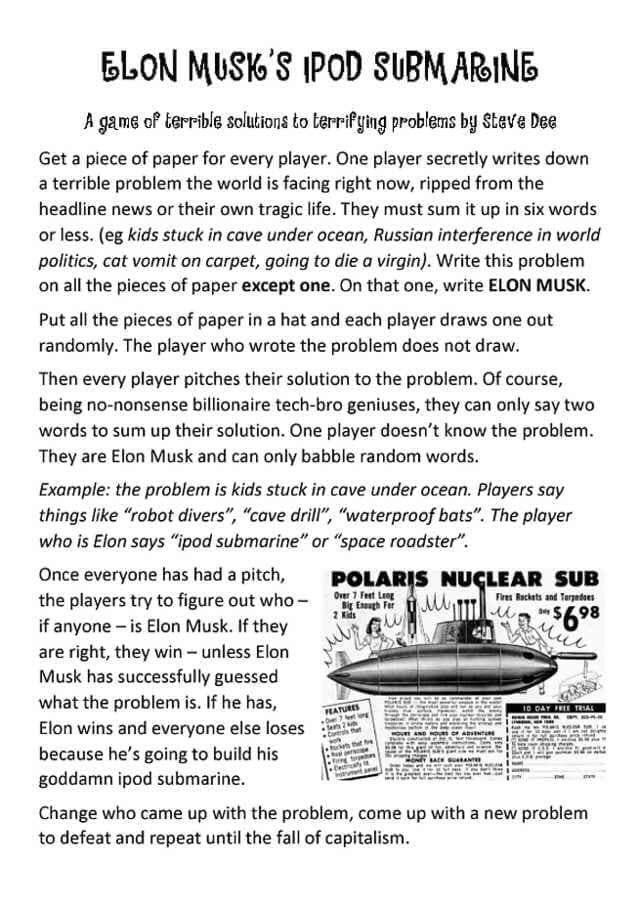 ELON MUSK'S IPOD SUBMARINE
A game of terrible solutions to terrifying problems by Steve Dee
Get a piece of paper for every player. One player secretly writes down
a terrible problem the world is facing right now, ripped from the
headline news or their own tragic life. They must sum it up in six words
or less. (eg kids stuck in cave under ocean, Russian interference in world
politics, cat vomit on carpet, going to die a virgin). Write this problem
on all the pieces of paper except one. On that one, write ELON MUSK.
Put all the pieces of paper in a hat and each player draws one out
randomly. The player who wrote the problem does not draw.
Then every player pitches their solution to the problem. Of course,
being no-nonsense billionaire tech-bro geniuses, they can only say two
words to sum up their solution. One player doesn't know the problem.
They are Elon Musk and can only babble random words.
Example: the problem is kids stuck in cave under ocean. Players say
things like "robot divers", "cave drill", "waterproof bats". The player
who is Elon says "ipod submarine" or "space roadster".
Once everyone has had a pitch,
the players try to figure out who –
if anyone – is Elon Musk. If they
are right, they win – unless Elon
Musk has successfully guessed
what the problem is. If he has,
Elon wins and everyone else loses
because he's going to build his
goddamn ipod submarine.
POLARIS NUCLEAR SUB
Over 7 Feet Long
Big Enough For
2 Kids
Fires Rockets and Torpedoes
Only $6.98
FEATURES
Over 7 feet long
Seats 2 kids
Controls that
work
Rockets that fire
Real periscope
Firing torpedoes
Electrically lit
instrument panel
HOURS AND HOURS OF ADVENTURE
MONEY BACK GUARANTEE
10 DAY FREE TRIAL
NAME
ADDRESS
CITY STATE
Change who came up with the problem, come up with a new problem
to defeat and repeat until the fall of capitalism.